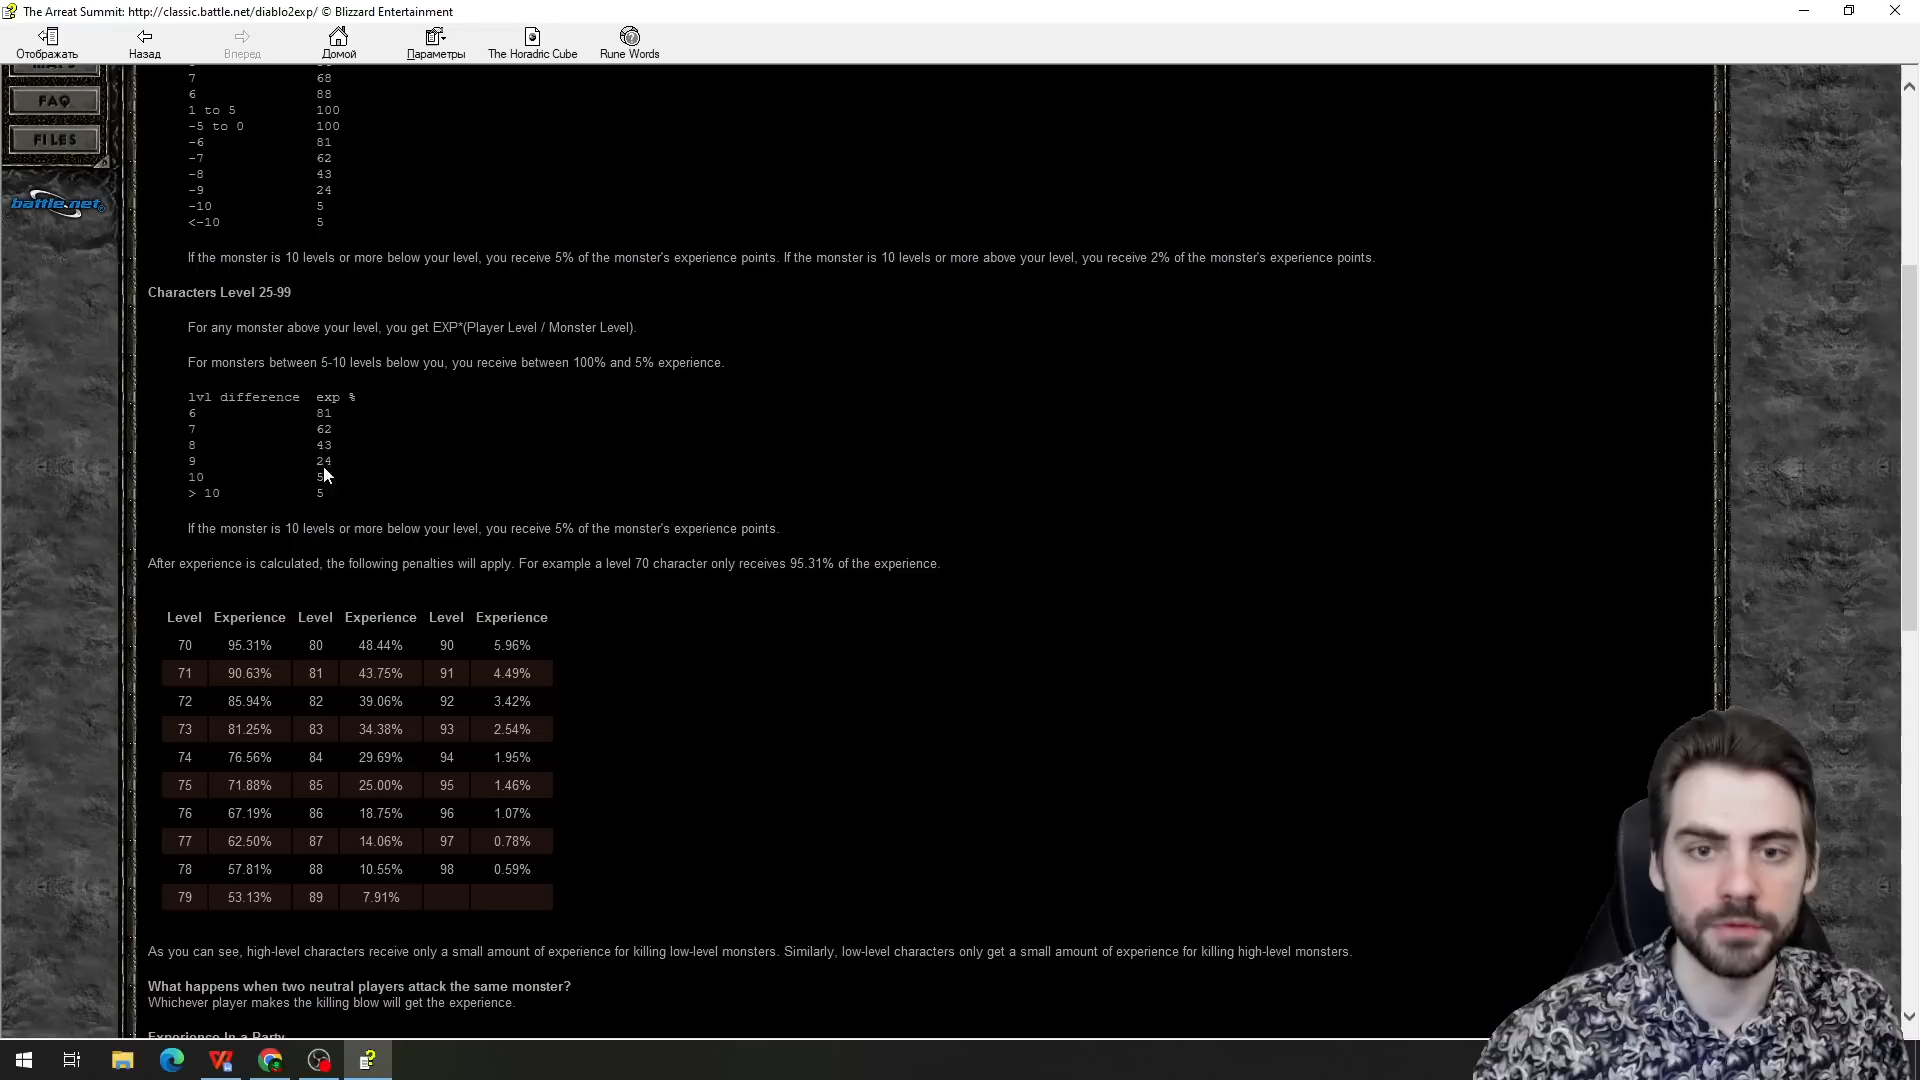 The Arreat Summit: http://classic.battle.net/diablo2exp/ © Blizzard Entertainment
Отображать Назад Вперед Домой Параметры The Horadric Cube Rune Words
FAQ
FILES
battle.net
7 68
6 88
1 to 5 100
-5 to 0 100
-6 81
-7 62
-8 43
-9 24
-10 5
<-10 5
If the monster is 10 levels or more below your level, you receive 5% of the monster's experience points. If the monster is 10 levels or more above your level, you receive 2% of the monster's experience points.
Characters Level 25-99
For any monster above your level, you get EXP*(Player Level / Monster Level).
For monsters between 5-10 levels below you, you receive between 100% and 5% experience.
lvl difference exp %
6 81
7 62
8 43
9 24
10 5
> 10 5
If the monster is 10 levels or more below your level, you receive 5% of the monster's experience points.
After experience is calculated, the following penalties will apply. For example a level 70 character only receives 95.31% of the experience.
Level Experience Level Experience Level Experience
70 95.31% 80 48.44% 90 5.96%
71 90.63% 81 43.75% 91 4.49%
72 85.94% 82 39.06% 92 3.42%
73 81.25% 83 34.38% 93 2.54%
74 76.56% 84 29.69% 94 1.95%
75 71.88% 85 25.00% 95 1.46%
76 67.19% 86 18.75% 96 1.07%
77 62.50% 87 14.06% 97 0.78%
78 57.81% 88 10.55% 98 0.59%
79 53.13% 89 7.91%
As you can see, high-level characters receive only a small amount of experience for killing low-level monsters. Similarly, low-level characters only get a small amount of experience for killing high-level monsters.
What happens when two neutral players attack the same monster?
Whichever player makes the killing blow will get the experience.
Experience In a Party